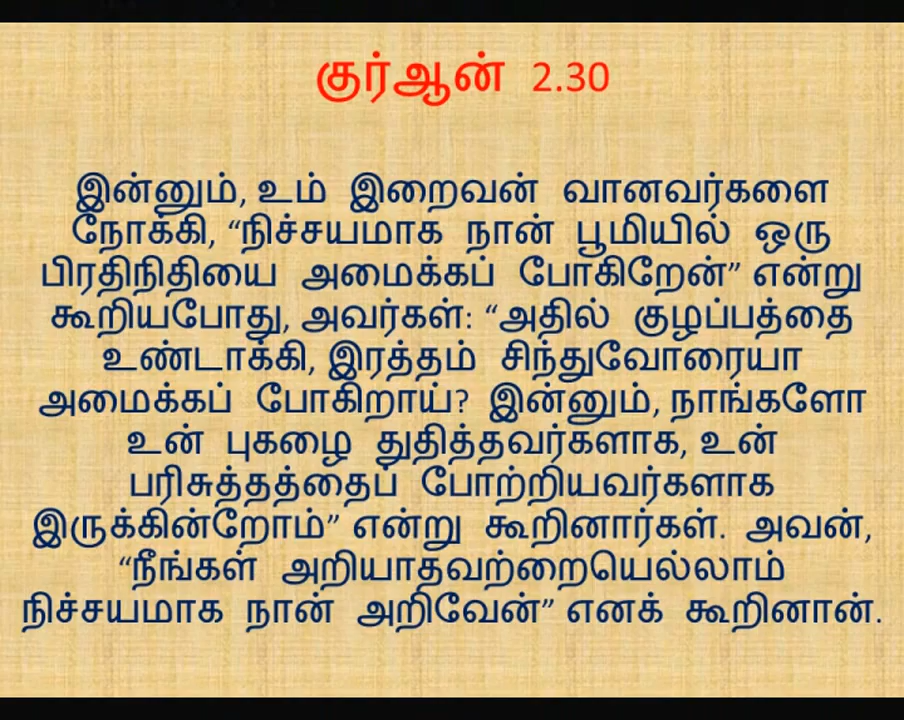 குர்ஆன் 2.30
இன்னும், உம் இறைவன் வானவர்களை
நோக்கி, “நிச்சயமாக நான் பூமியில் ஒரு
பிரதிநிதியை அமைக்கப் போகிறேன்” என்று
கூறியபோது, அவர்கள்: “அதில் குழப்பத்தை
உண்டாக்கி, இரத்தம் சிந்துவோரையா
அமைக்கப் போகிறாய்? இன்னும், நாங்களோ
உன் புகழை துதித்தவர்களாக, உன்
பரிசுத்தத்தைப் போற்றியவர்களாக
இருக்கின்றோம்” என்று கூறினார்கள். அவன்,
“நீங்கள் அறியாதவற்றையெல்லாம்
நிச்சயமாக நான் அறிவேன்” எனக் கூறினான்.